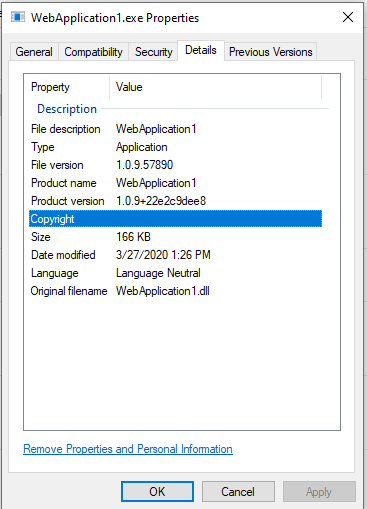 WebApplication1.exe Properties
General Compatibility Security Details Previous Versions
Property Value
Description
File description WebApplication1
Type Application
File version 1.0.9.57890
Product name WebApplication1
Product version 1.0.9+22e2c9dee8
Copyright
Size 166 KB
Date modified 3/27/2020 1:26 PM
Language Language Neutral
Original filename WebApplication1.dll
Remove Properties and Personal Information
OK Cancel Apply